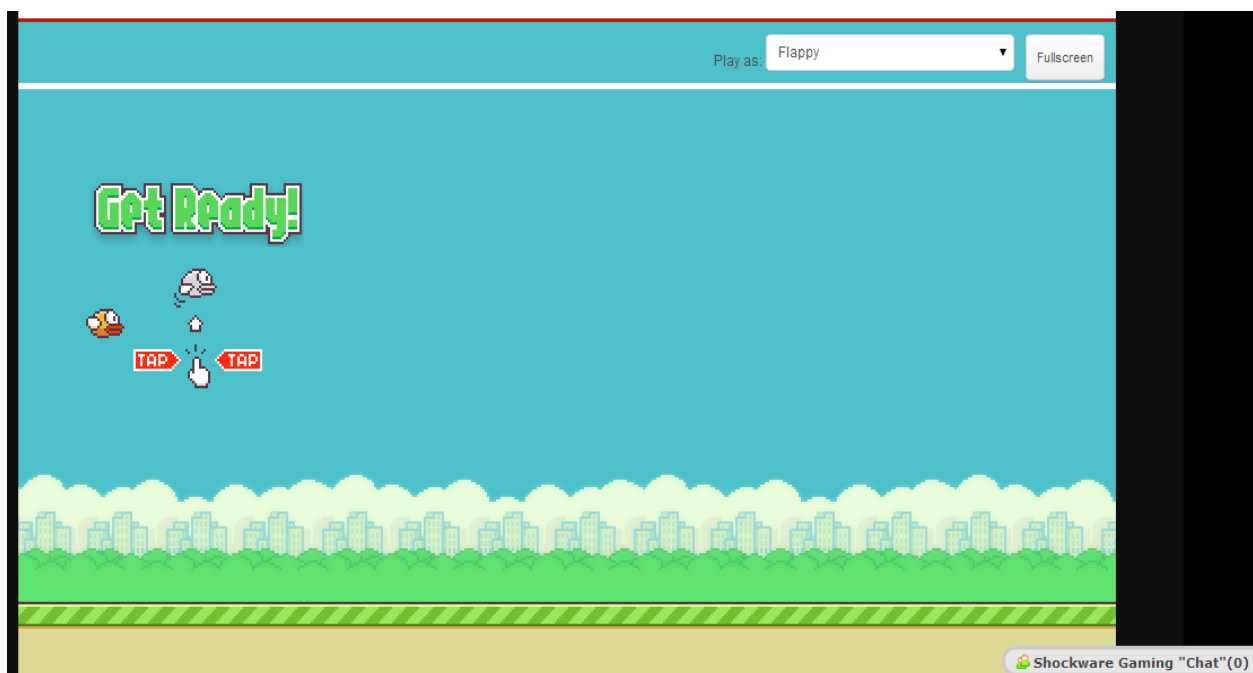 Play as: Flappy Fullscreen
Get Ready!
TAP TAP
Shockware Gaming "Chat"(0)